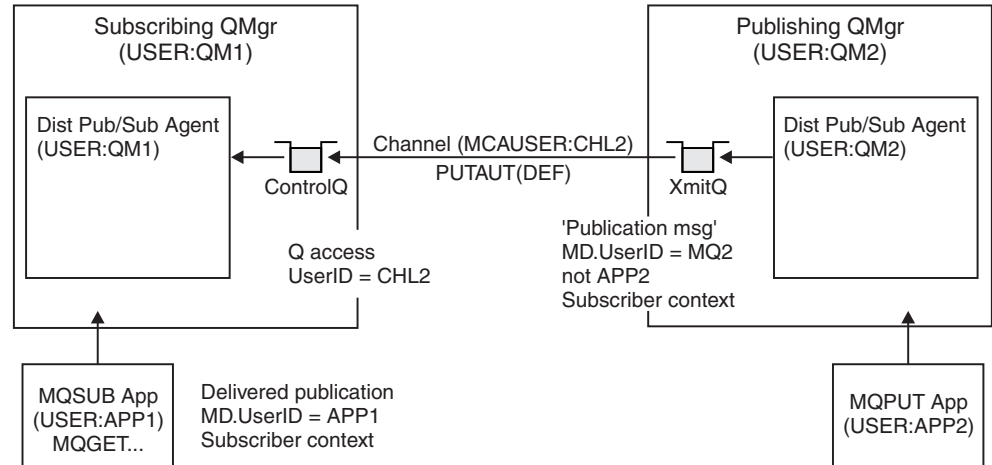 Subscribing QMgr
(USER:QM1)
Publishing QMgr
(USER:QM2)
Dist Pub/Sub Agent
(USER:QM1)
ControlQ
Channel (MCAUSER:CHL2)
PUTAUT(DEF)
XmitQ
Dist Pub/Sub Agent
(USER:QM2)
Q access
UserID = CHL2
'Publication msg'
MD.UserID = MQ2
not APP2
Subscriber context
MQSUB App
(USER:APP1)
MQGET...
Delivered publication
MD.UserID = APP1
Subscriber context
MQPUT App
(USER:APP2)